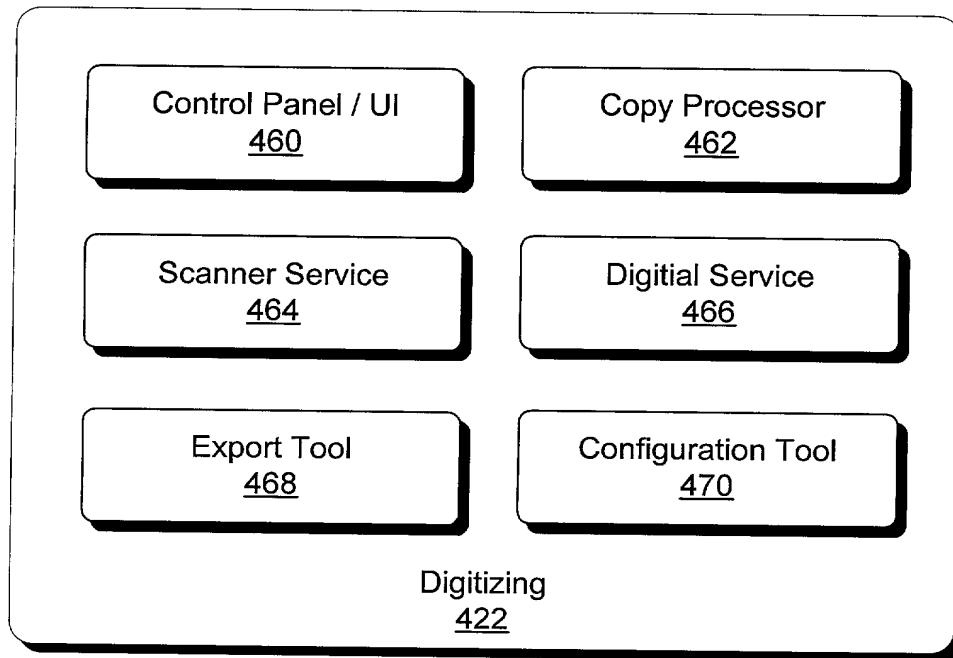 Control Panel / UI
460
Copy Processor
462
Scanner Service
464
Digitial Service
466
Export Tool
468
Configuration Tool
470
Digitizing
422